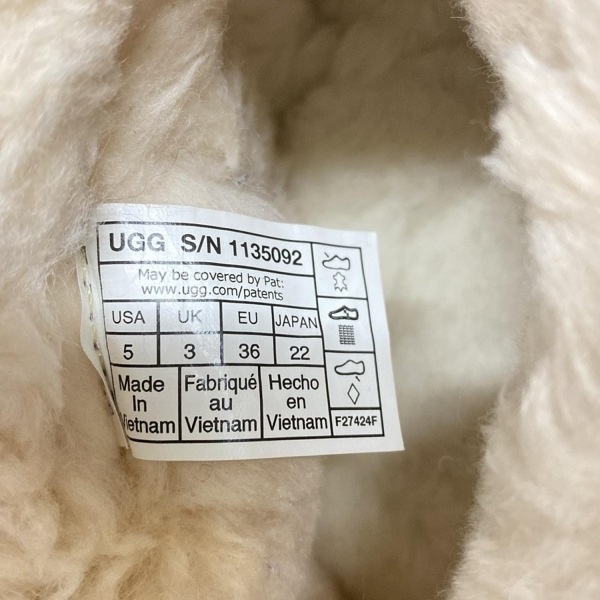 UGG S/N 1135092
May be covered by Pat:
www.ugg.com/patents
USA UK EU JAPAN
5 3 36 22
Made In Vietnam
Fabriqué au Vietnam
Hecho en Vietnam
F27424F